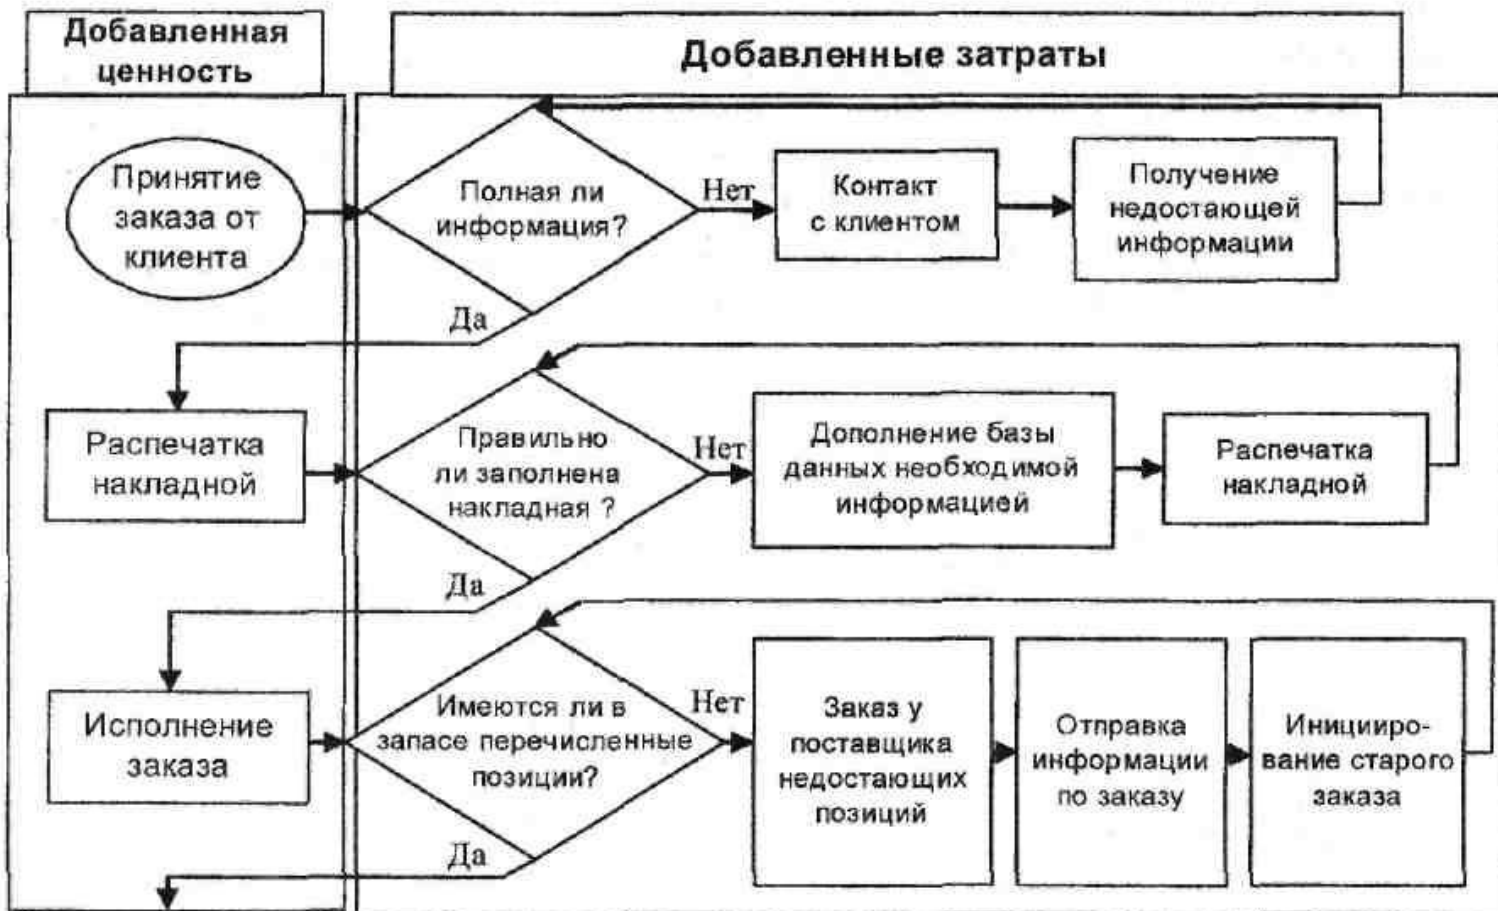 Добавленная
ценность
Добавленные затраты
Принятие
заказа от
клиента
Полная ли
информация?
Нет
Контакт
с клиентом
Получение
недостающей
информации
Да
Распечатка
накладной
Правильно
ли заполнена
накладная ?
Нет
Дополнение базы
данных необходимой
информацией
Распечатка
накладной
Да
Исполнение
заказа
Имеются ли в
запасе перечисленные
позиции?
Нет
Заказ у
поставщика
недостающих
позиций
Отправка
информации
по заказу
Иницииро-
вание старого
заказа
Да